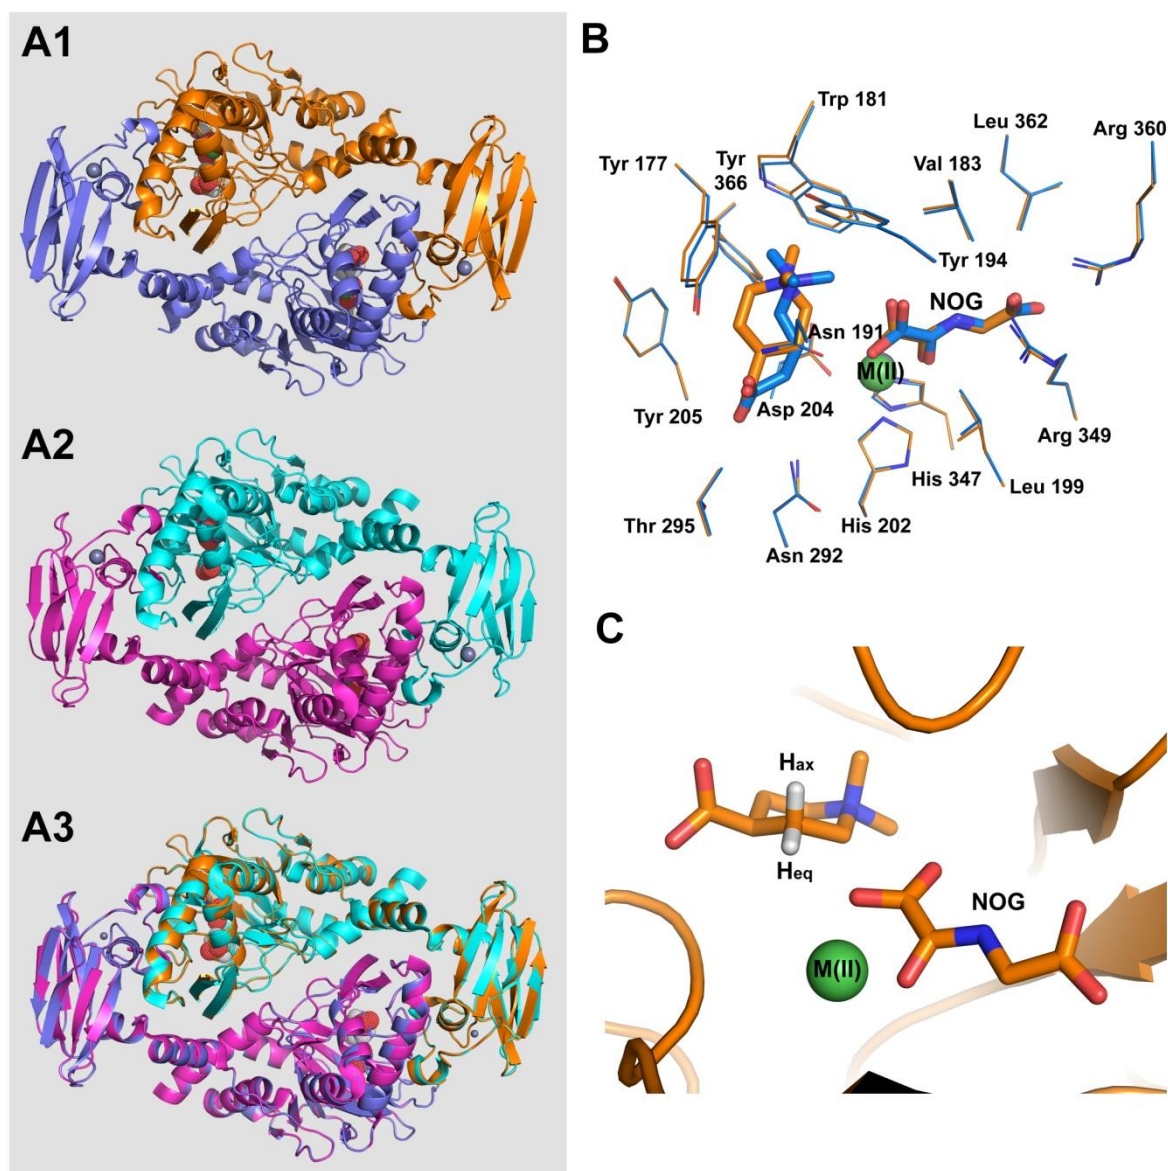 A1
A2
A3
B
Trp 181
Leu 362
Arg 360
Tyr 177
Tyr
366
Val 183
Tyr 194
NOG
Asn 191
M(II)
Tyr 205
Asp 204
Arg 349
His 347
Leu 199
Thr 295
Asn 292
His 202
C
Hax
Heq
NOG
M(II)